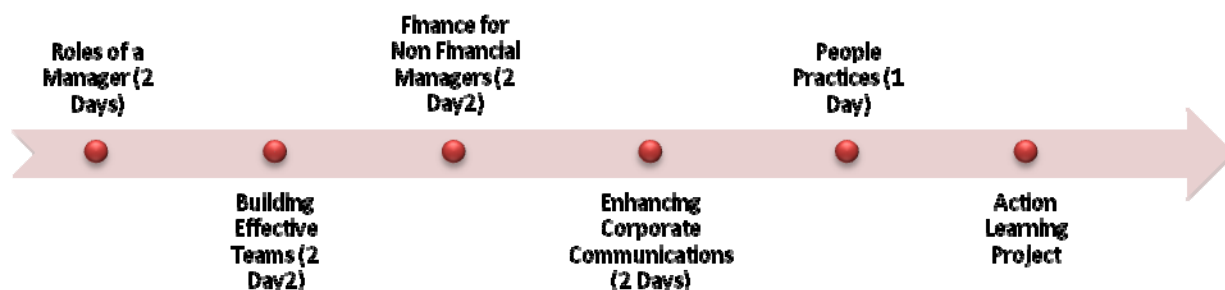 Roles of a
Manager (2
Days)
Building
Effective
Teams (2
Day2)
Finance for
Non Financial
Managers (2
Day2)
Enhancing
Corporate
Communications
(2 Days)
People
Practices (1
Day)
Action
Learning
Project